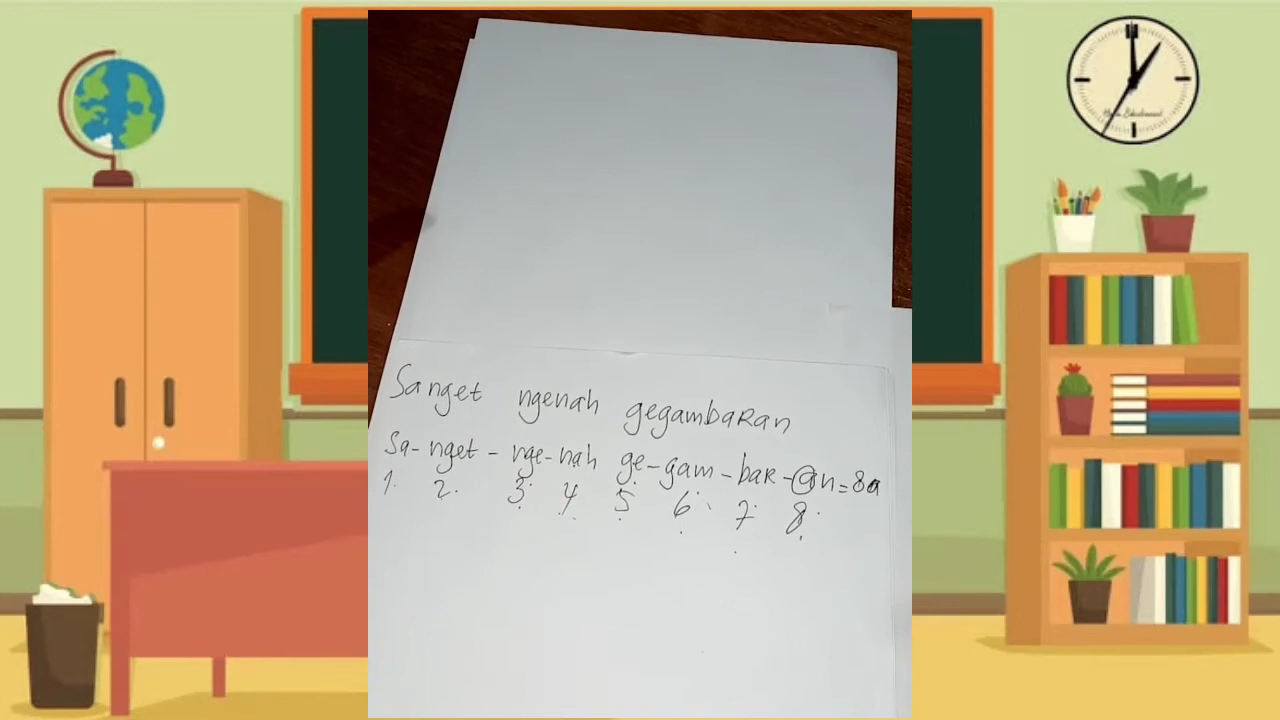 Sanget ngenah gegambaRan
Sa-nget-nge-nah ge-gam-baR-an=8a
1. 2. 3. 4 5 6. 7. 8.